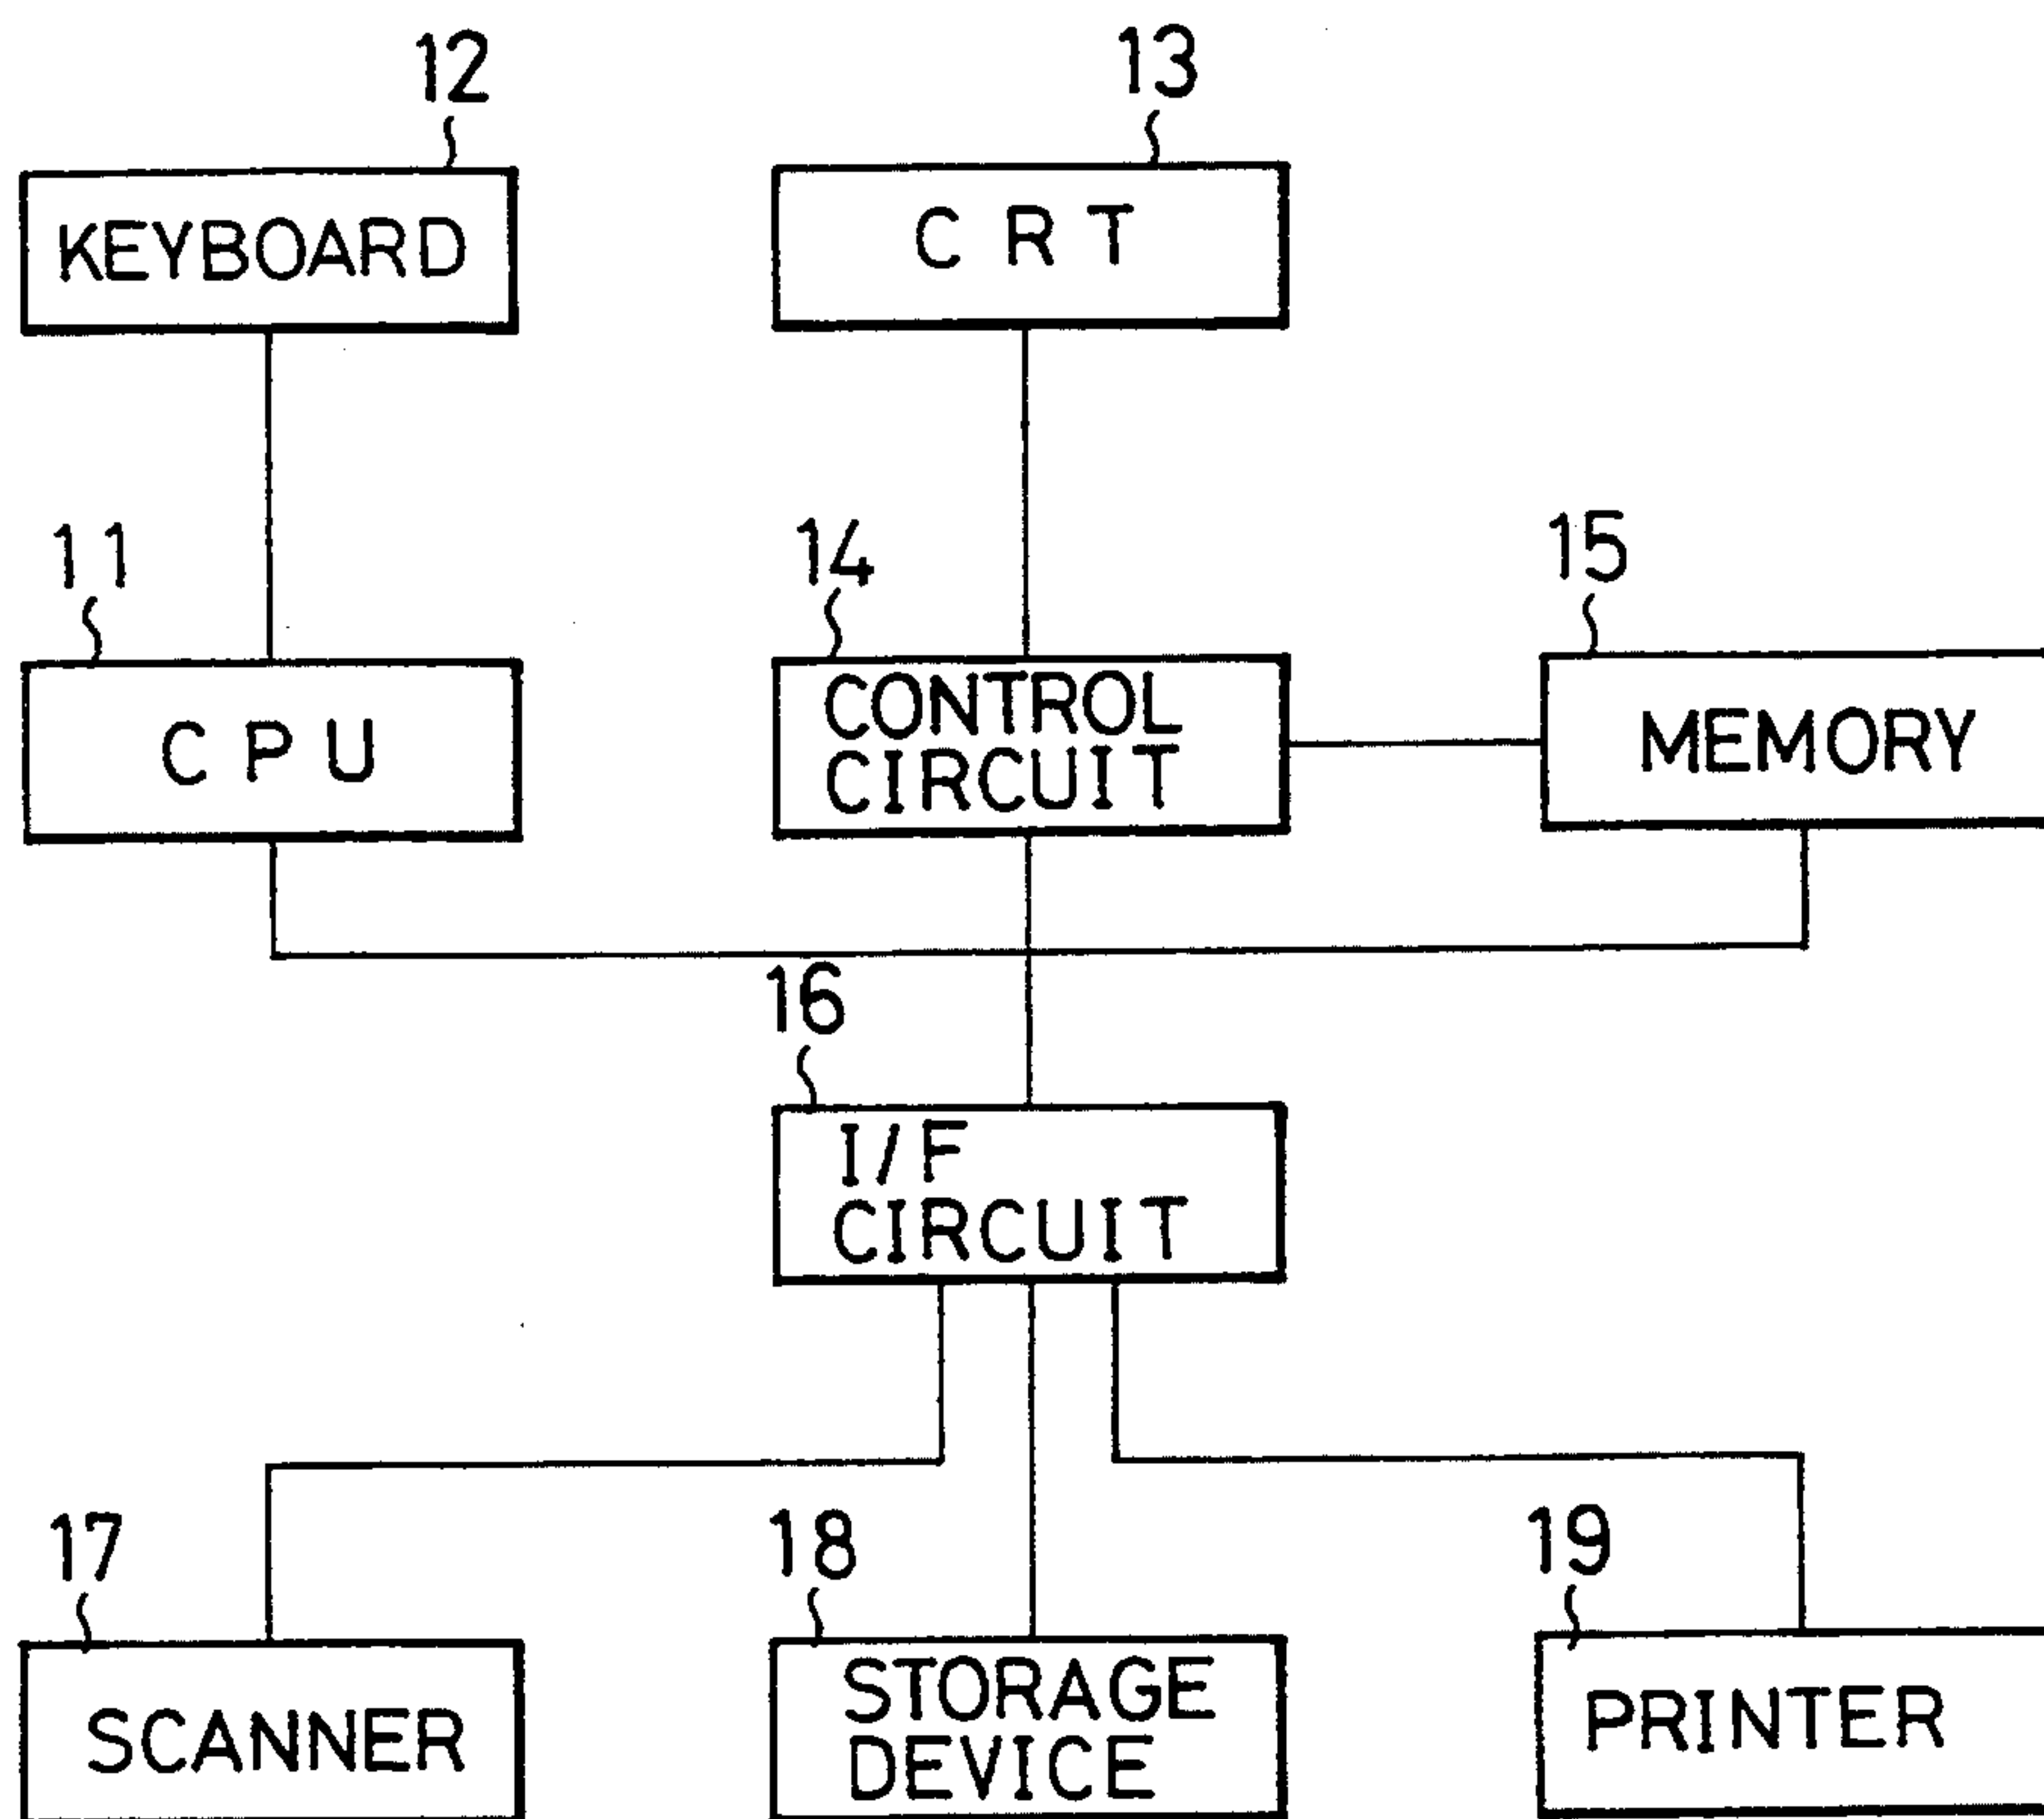 12
13
KEYBOARD
C R T
11
14
15
C P U
CONTROL
CIRCUIT
MEMORY
16
I/F
CIRCUIT
17
18
19
SCANNER
STORAGE
DEVICE
PRINTER